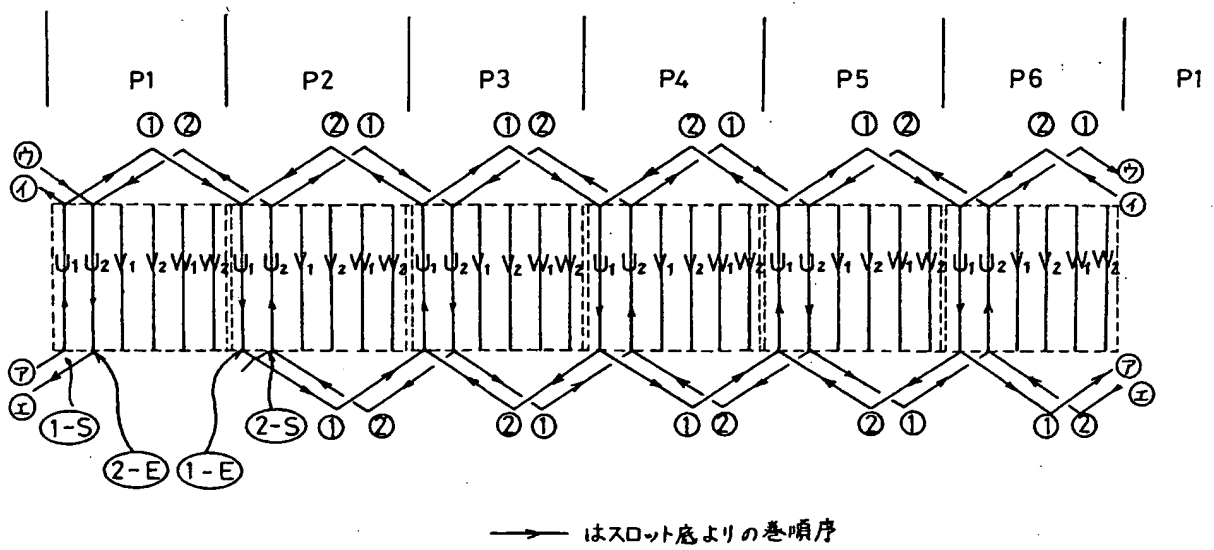 P1 P2 P3 P4 P5 P6 P1
① ② ② ① ① ② ② ① ① ② ② ①
㋒ ㋒
㋑ ㋑
U₁ U₂ V₁ V₂ W₁ W₂ U₁ U₂ V₁ V₂ W₁ W₂ U₁ U₂ V₁ V₂ W₁ W₂ U₁ U₂ V₁ V₂ W₁ W₂ U₁ U₂ V₁ V₂ W₁ W₂ U₁ U₂ V₁ V₂ W₁ W₂
㋐ ㋐
㋓ ㋓
1-S 2-S ① ② ② ① ① ② ② ① ① ②
2-E 1-E
はスロット底よりの巻順序